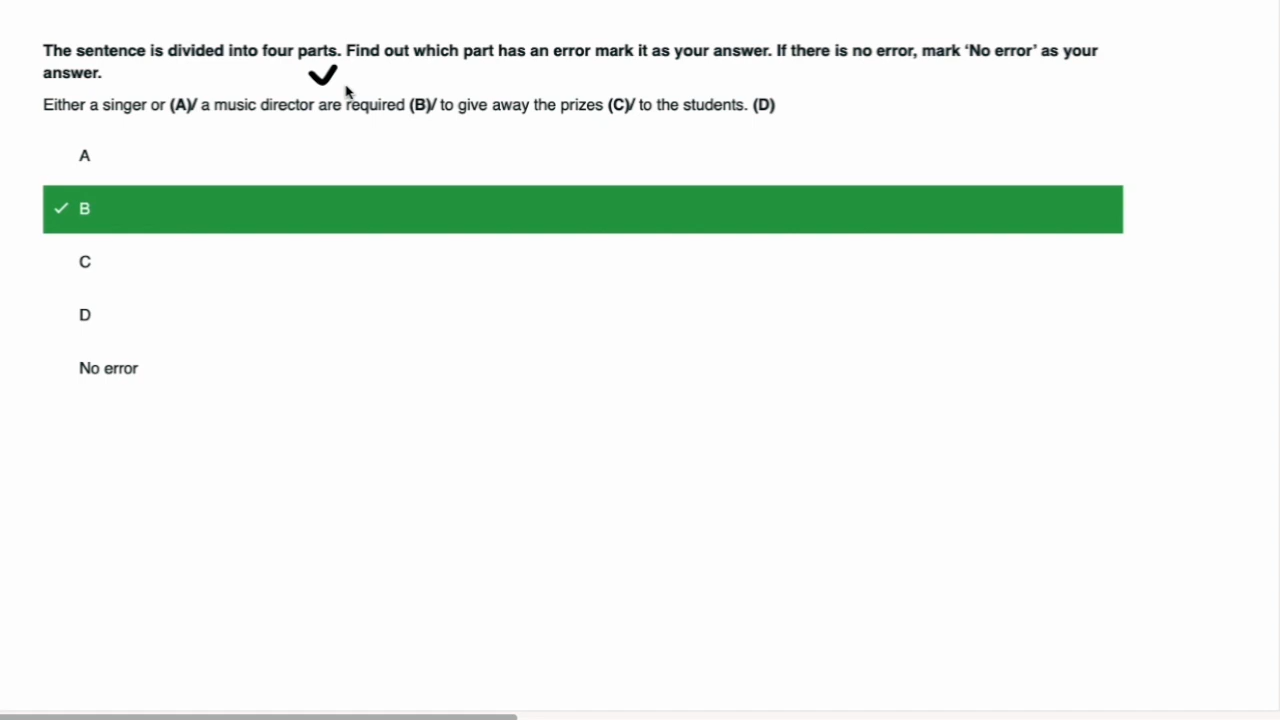 The sentence is divided into four parts. Find out which part has an error mark it as your answer. If there is no error, mark ‘No error’ as your
answer.
Either a singer or (A)/ a music director are required (B)/ to give away the prizes (C)/ to the students. (D)
A
B
C
D
No error